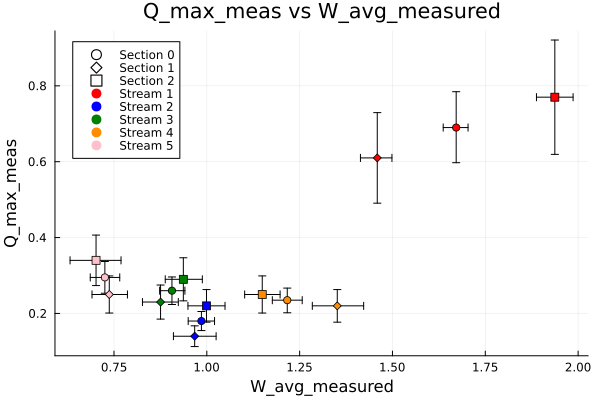 Q_max_meas vs W_avg_measured
Section 0
Section 1
Section 2
Stream 1
Stream 2
Stream 3
Stream 4
Stream 5
Q_max_meas
0.8
0.6
0.4
0.2
0.75
1.00
1.25
1.50
1.75
2.00
W_avg_measured